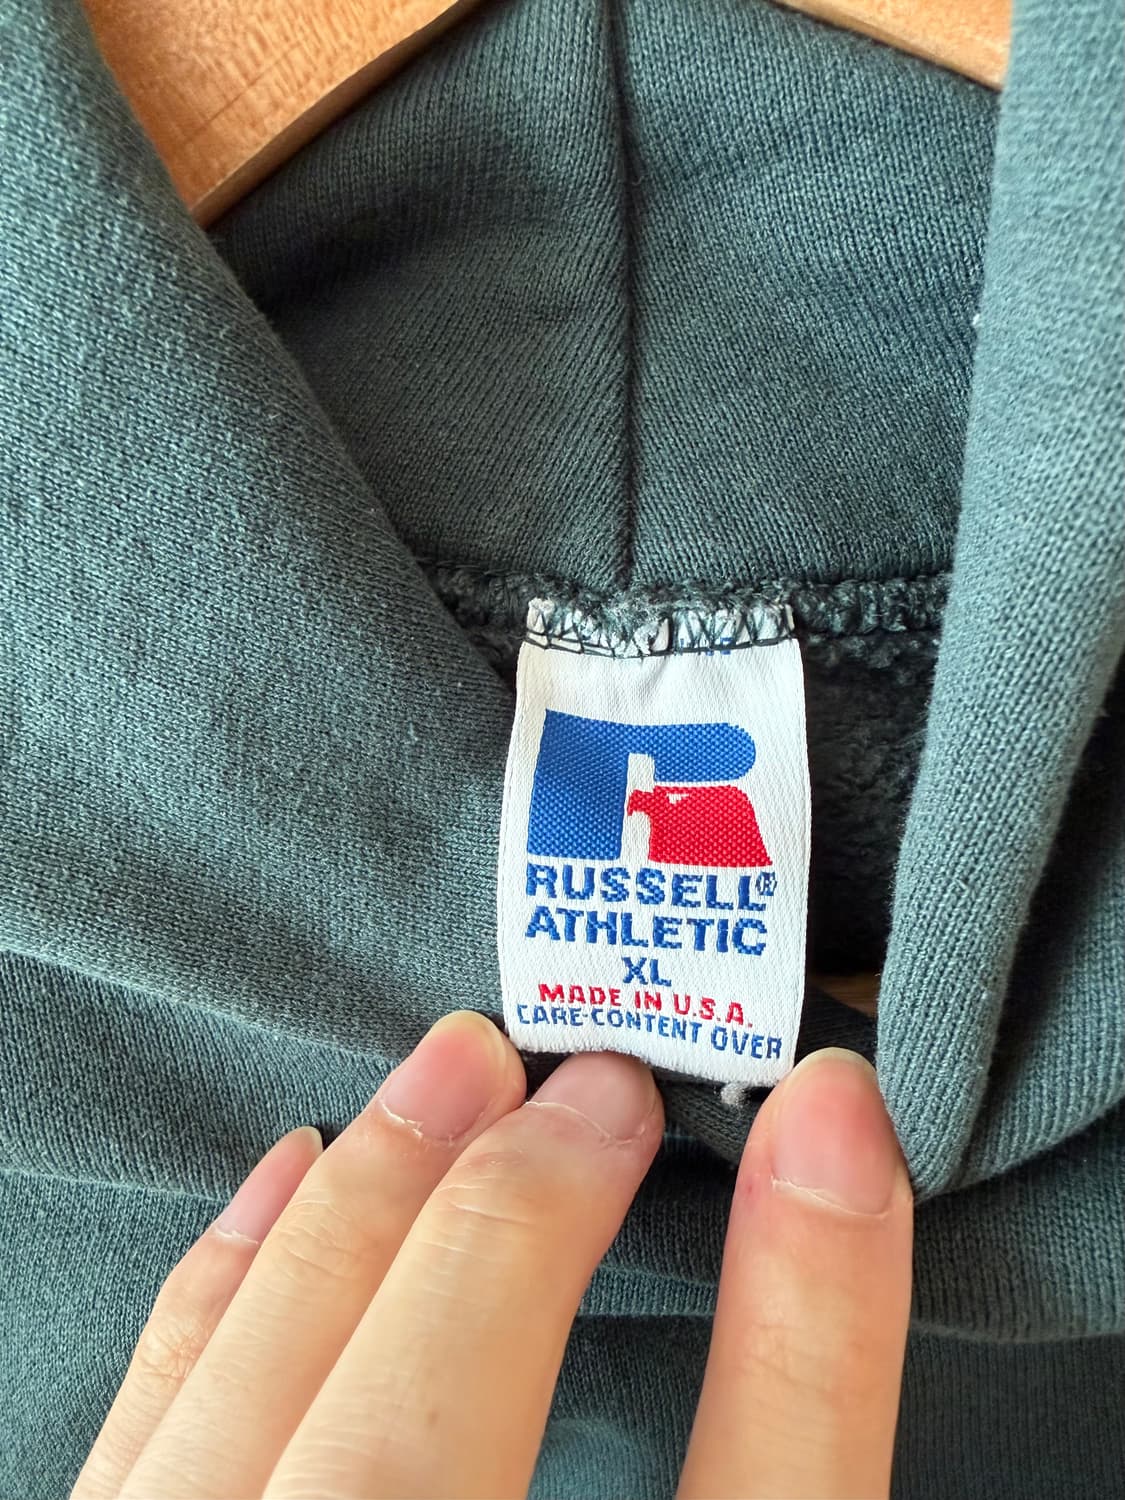 RUSSELL®
ATHLETIC
XL
MADE IN U.S.A.
CARE-CONTENT OVER